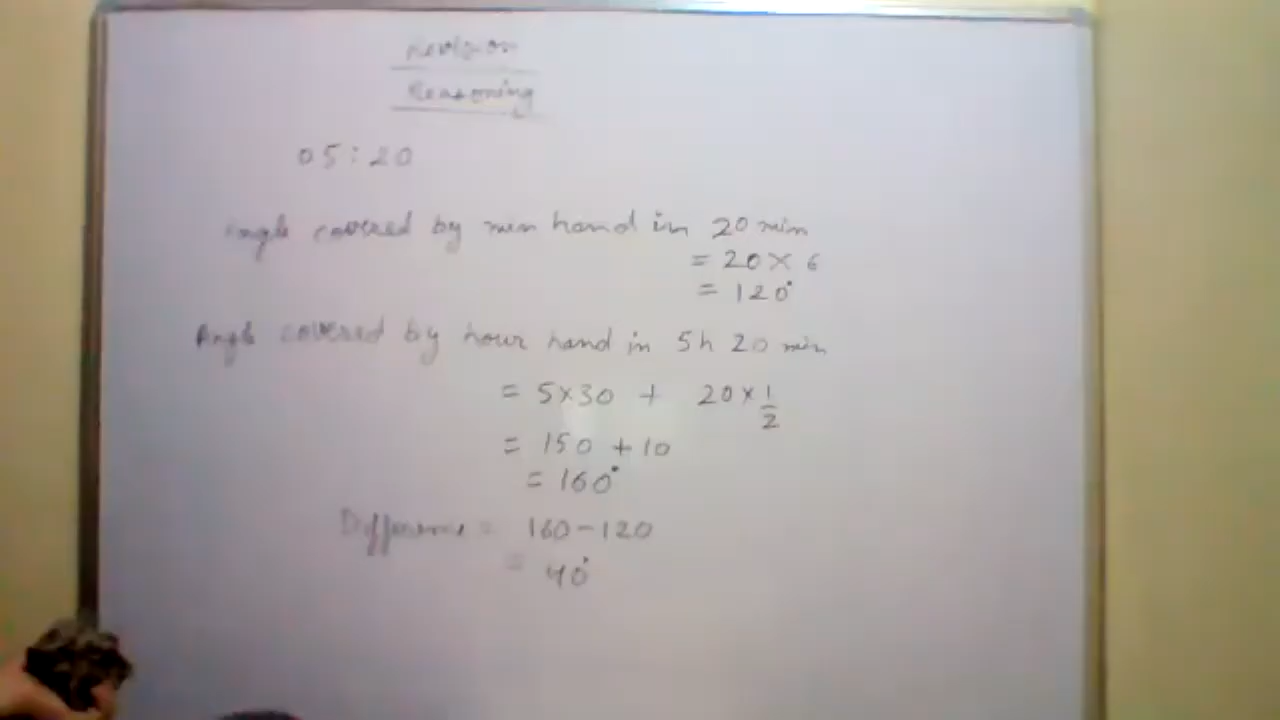 Revision
Reasoning
05:20
Angle covered by min hand in 20 min
= 20 × 6
= 120°
Angle covered by hour hand in 5h 20 min
= 5×30 + 20×1/2
= 150 + 10
= 160°
Difference = 160-120
= 40°